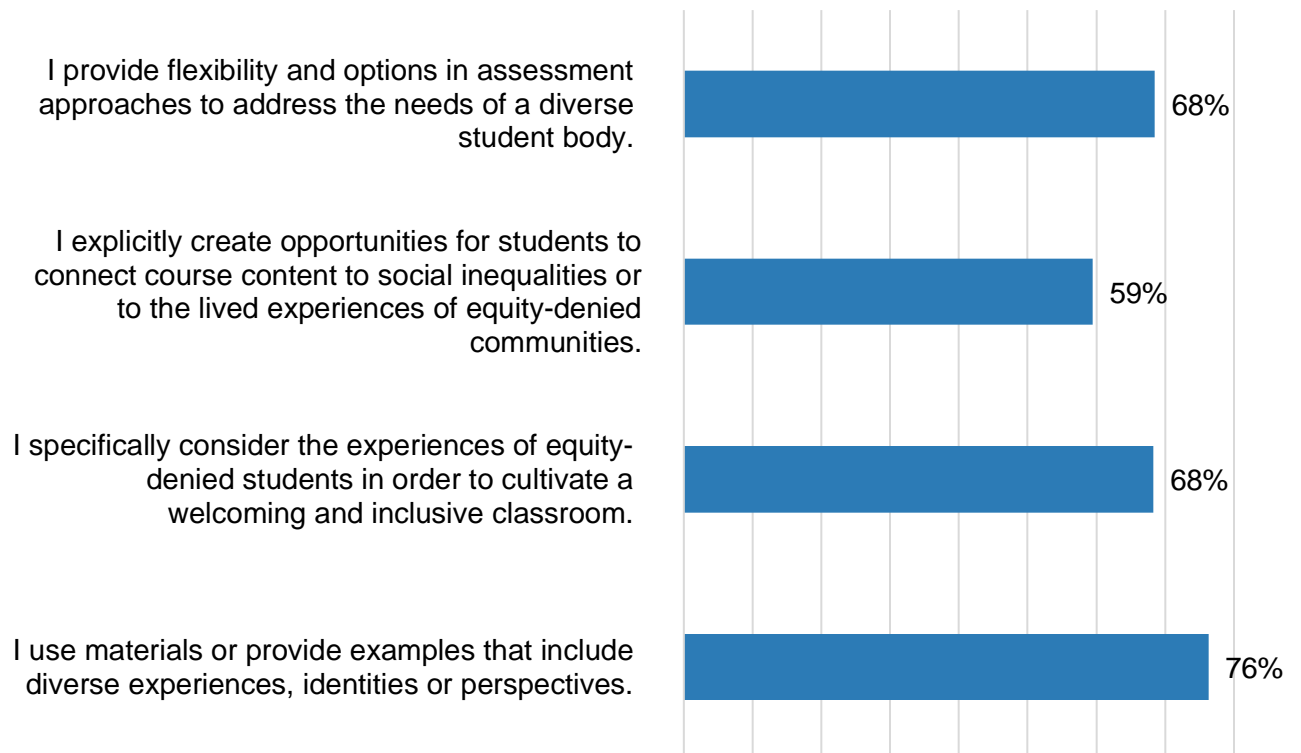 I provide flexibility and options in assessment
approaches to address the needs of a diverse
student body.
68%
I explicitly create opportunities for students to
connect course content to social inequalities or
to the lived experiences of equity-denied
communities.
59%
I specifically consider the experiences of equity-
denied students in order to cultivate a
welcoming and inclusive classroom.
68%
I use materials or provide examples that include
diverse experiences, identities or perspectives.
76%